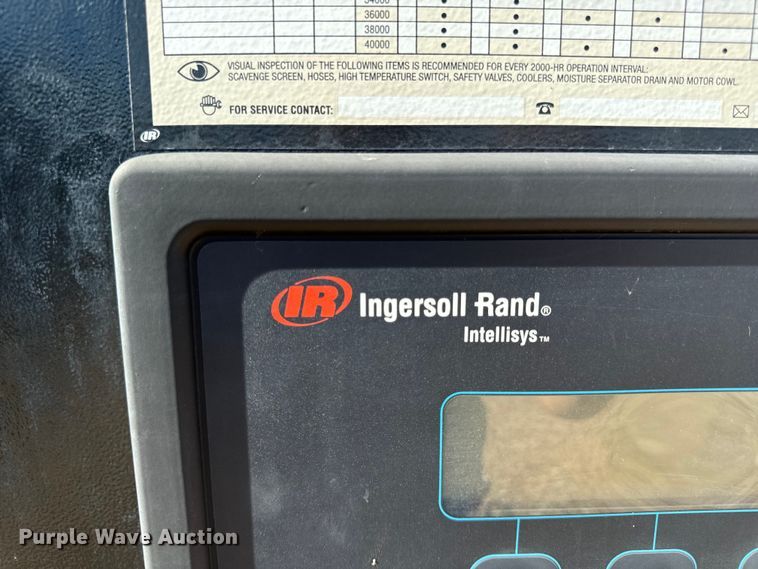 34000
36000
38000
40000
VISUAL INSPECTION OF THE FOLLOWING ITEMS IS RECOMMENDED FOR EVERY 2000-HR OPERATION INTERVAL:
SCAVENGE SCREEN, HOSES, HIGH TEMPERATURE SWITCH, SAFETY VALVES, COOLERS, MOISTURE SEPARATOR DRAIN AND MOTOR COWL.
FOR SERVICE CONTACT:
IR
IR Ingersoll Rand®
Intellisys™
Purple Wave Auction